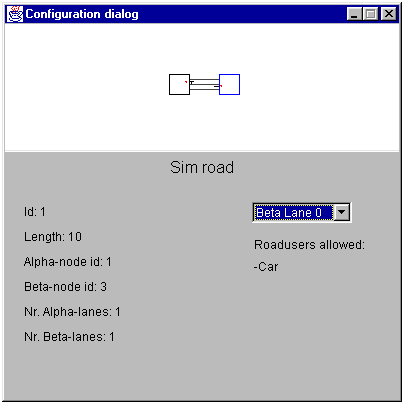 Configuration dialog
Sim road
Id: 1
Length: 10
Alpha-node id: 1
Beta-node id: 3
Nr. Alpha-lanes: 1
Nr. Beta-lanes: 1
Beta Lane 0
Roadusers allowed:
-Car